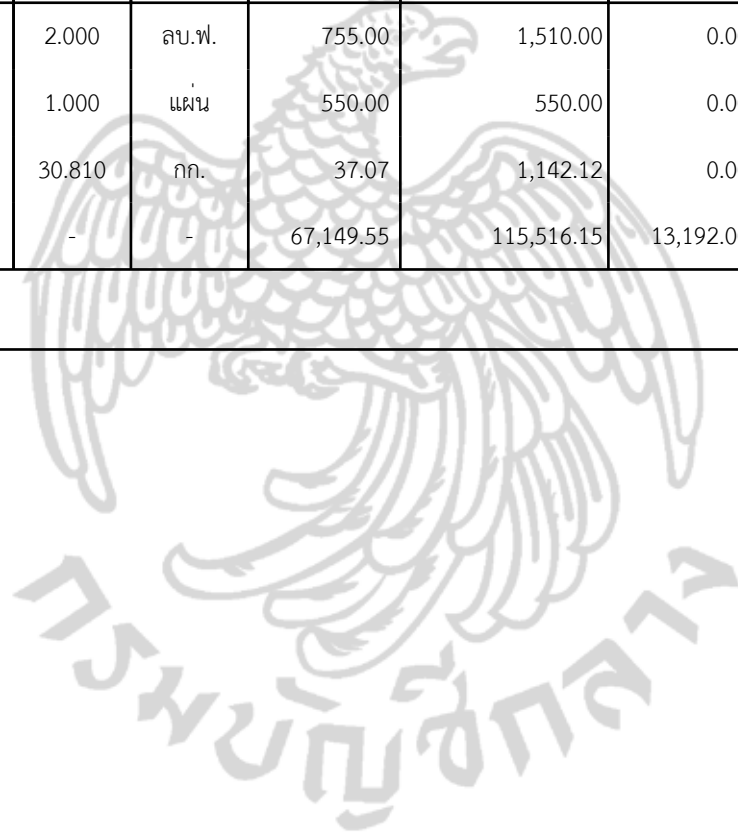 2.000 ลบ.ฟ. 755.00 1,510.00 0.0
1.000 แผ่น 550.00 550.00 0.0
30.810 กก. 37.07 1,142.12 0.0
- - 67,149.55 115,516.15 13,192.0
กรมบัญชีกลาง